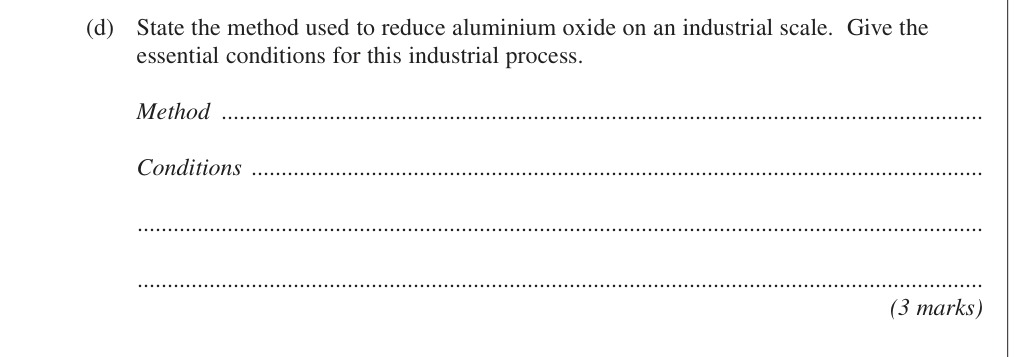 (d) State the method used to reduce aluminium oxide on an industrial scale. Give the
essential conditions for this industrial process.
Method ................................................................................................................................
Conditions ...........................................................................................................................
..............................................................................................................................................
..............................................................................................................................................
(3 marks)